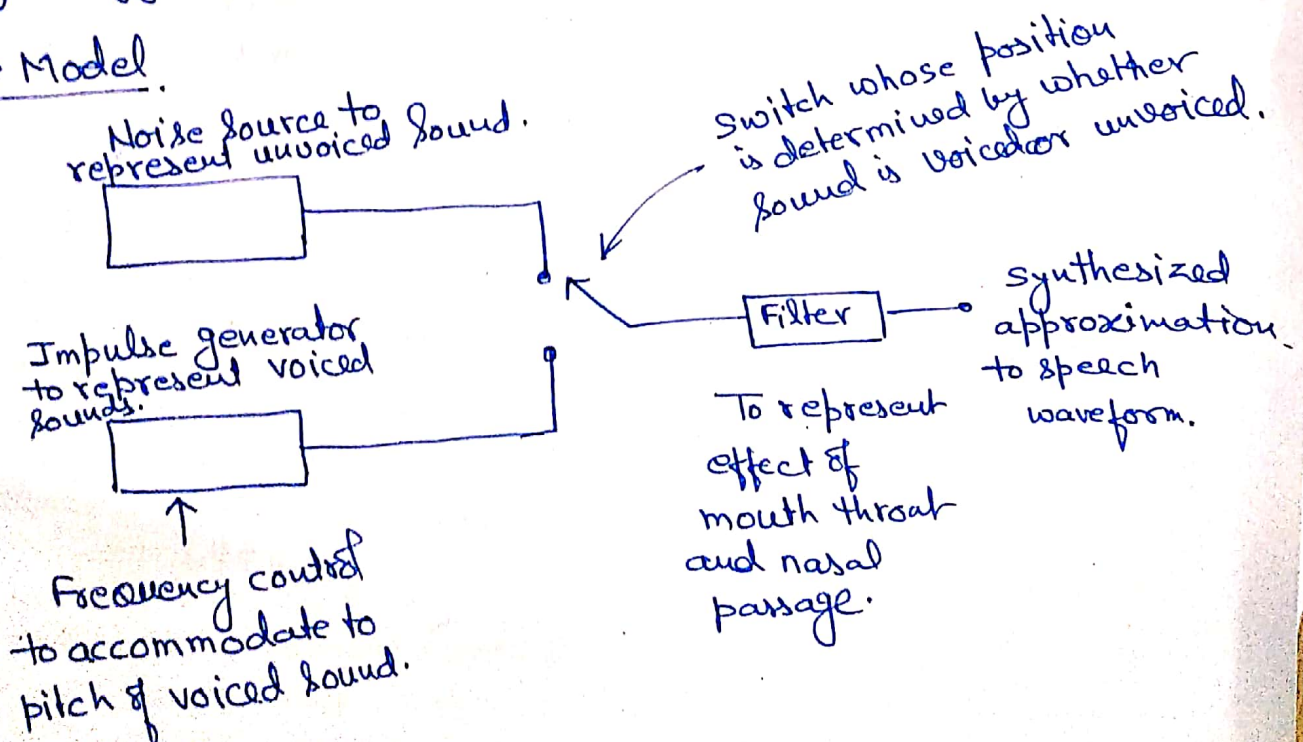 Model.
Noise Source to
represent unvoiced Sound.
Switch whose position
is determined by whether
Sound is voiced or unvoiced.
Impulse generator
to represent voiced
Sounds.
Filter
Synthesized
approximation
to speech
waveform.
To represent
effect of
mouth throat
and nasal
passage.
Frequency control
to accommodate to
pitch of voiced Sound.